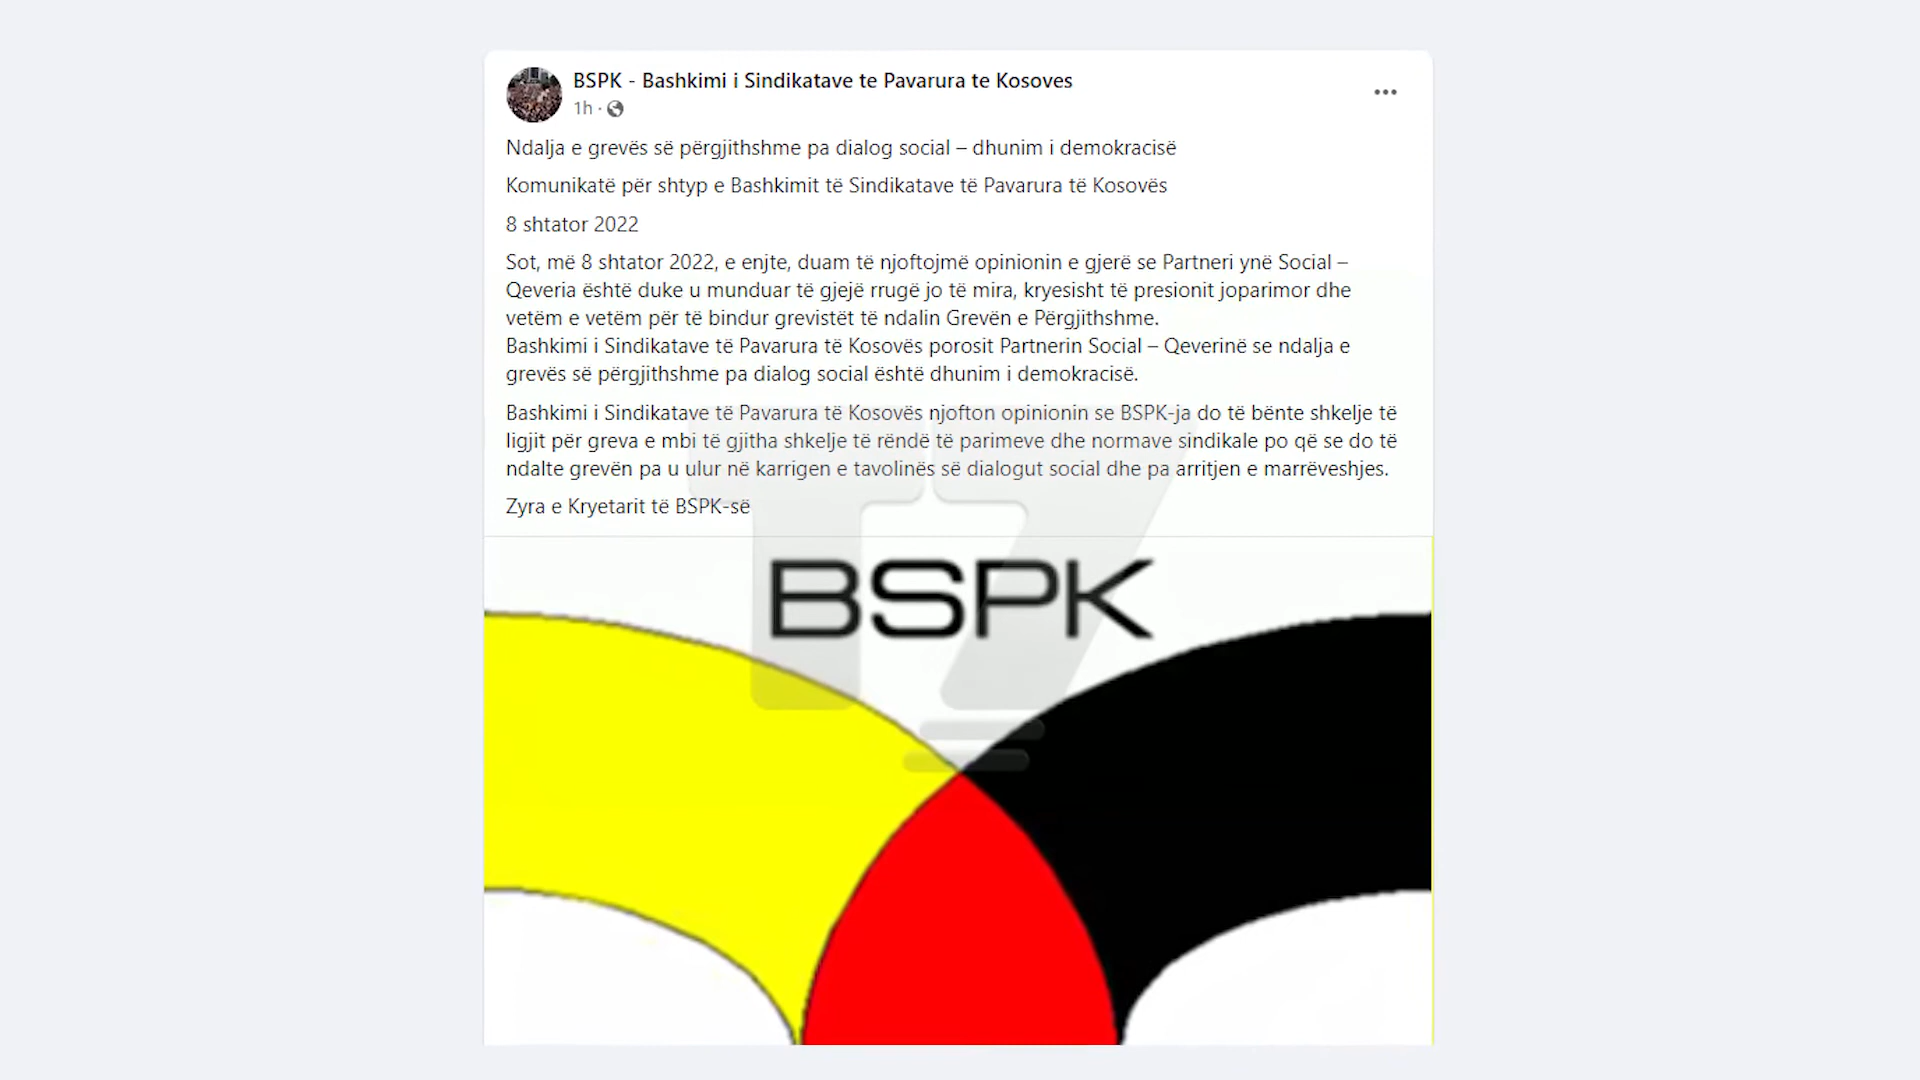 BSPK - Bashkimi i Sindikatave te Pavarura te Kosoves
1h ·
Ndalja e grevës së përgjithshme pa dialog social – dhunim i demokracisë
Komunikatë për shtyp e Bashkimit të Sindikatave të Pavarura të Kosovës
8 shtator 2022
Sot, më 8 shtator 2022, e enjte, duam të njoftojmë opinionin e gjerë se Partneri ynë Social –
Qeveria është duke u munduar të gjejë rrugë jo të mira, kryesisht të presionit joparimor dhe
vetëm e vetëm për të bindur grevistët të ndalin Grevën e Përgjithshme.
Bashkimi i Sindikatave të Pavarura të Kosovës porosit Partnerin Social – Qeverinë se ndalja e
grevës së përgjithshme pa dialog social është dhunim i demokracisë.
Bashkimi i Sindikatave të Pavarura të Kosovës njofton opinionin se BSPK-ja do të bënte shkelje të
ligjit për greva e mbi të gjitha shkelje të rëndë të parimeve dhe normave sindikale po që se do të
ndalte grevën pa u ulur në karrigen e tavolinës së dialogut social dhe pa arritjen e marrëveshjes.
Zyra e Kryetarit të BSPK-së
T7
BSPK